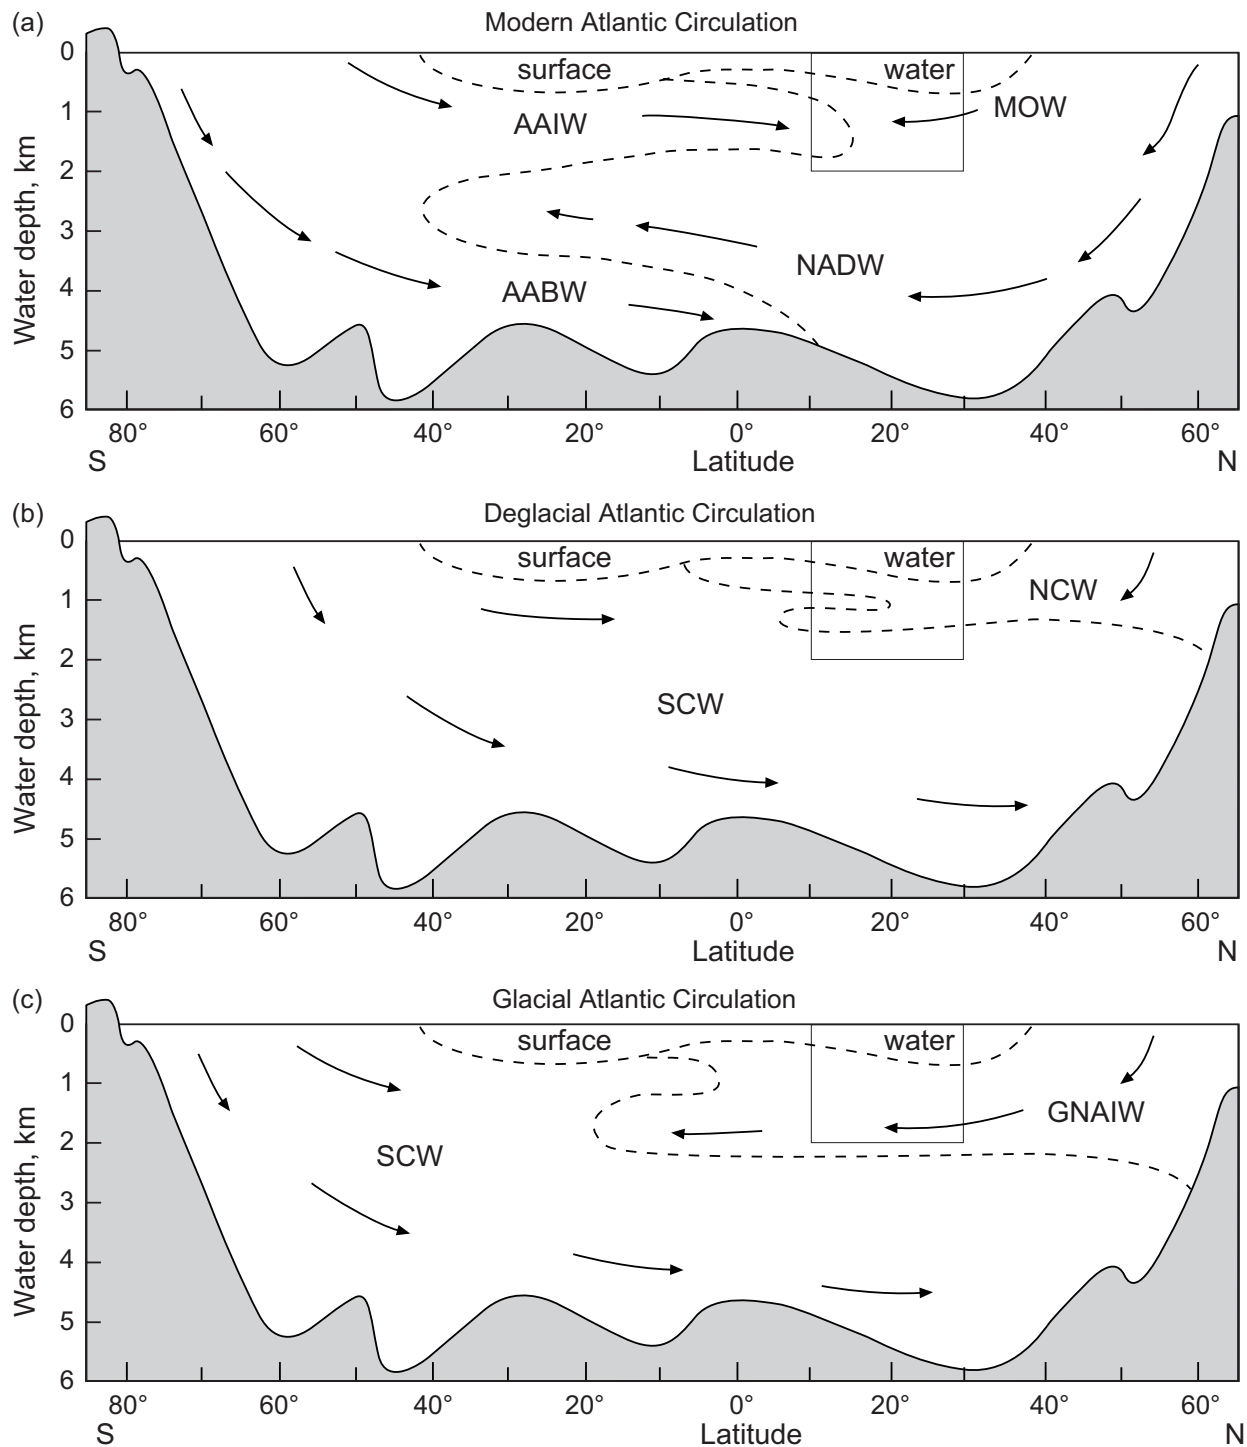 (a) Modern Atlantic Circulation
0 surface water
1 AAIW MOW
2
3 NADW
4 AABW
5
6
Water depth, km
80° 60° 40° 20° 0° 20° 40° 60°
S Latitude N
(b) Deglacial Atlantic Circulation
0 surface water
1 NCW
2
3 SCW
4
5
6
Water depth, km
80° 60° 40° 20° 0° 20° 40° 60°
S Latitude N
(c) Glacial Atlantic Circulation
0 surface water
1 GNAIW
2 SCW
3
4
5
6
Water depth, km
80° 60° 40° 20° 0° 20° 40° 60°
S Latitude N